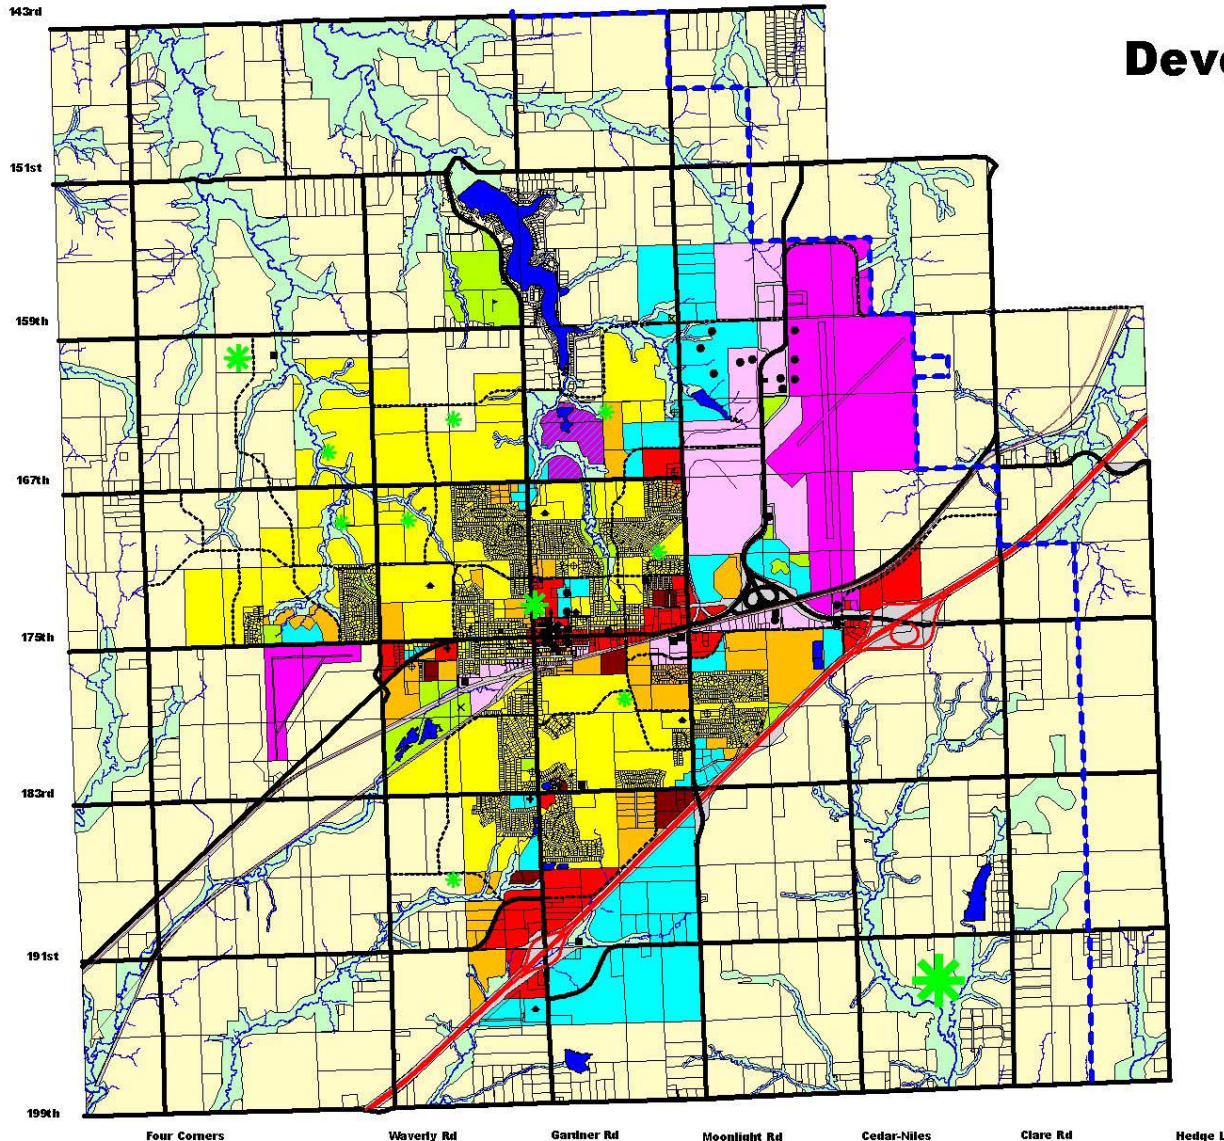 143rd
Deve
151st
159th
167th
175th
183rd
191st
199th
Four Corners Waverly Rd Gardner Rd Moonlight Rd Cedar-Niles Clare Rd Hedge L